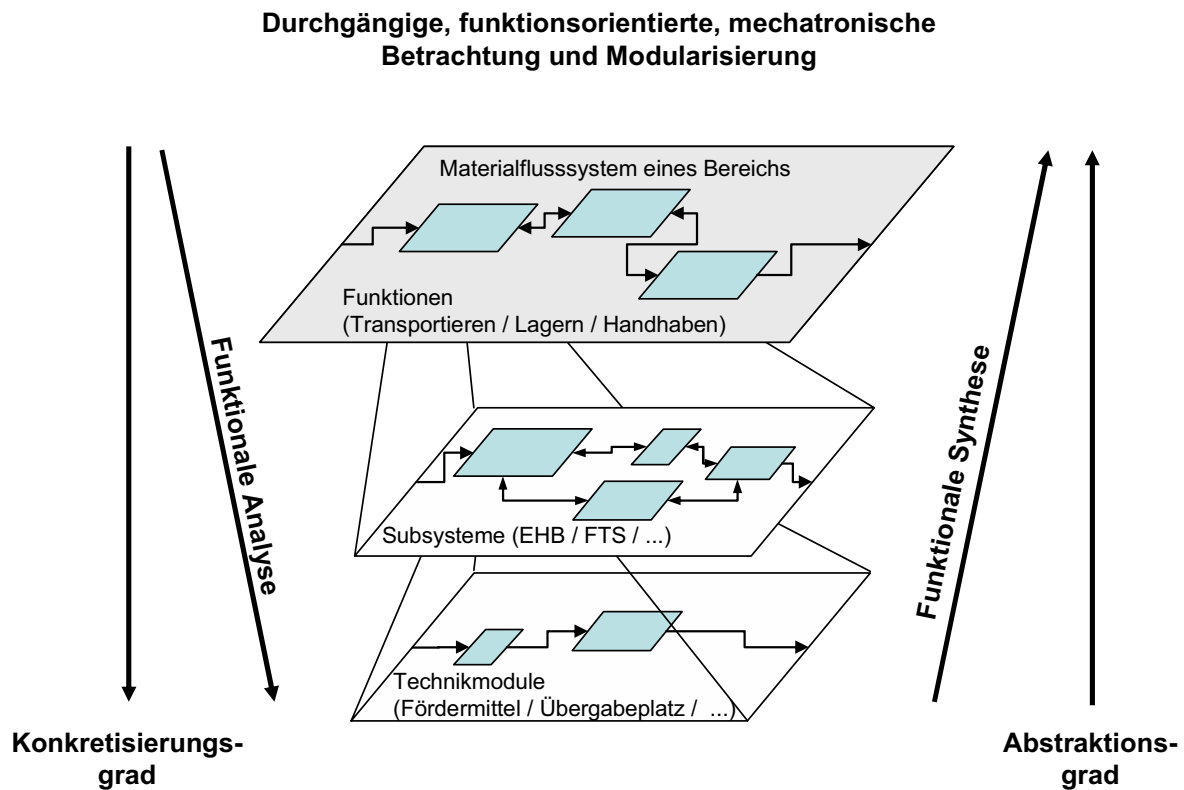 Durchgängige, funktionsorientierte, mechatronische
Betrachtung und Modularisierung
Materialflusssystem eines Bereichs
Funktionen
(Transportieren / Lagern / Handhaben)
Funktionale Analyse
Funktionale Synthese
Subsysteme (EHB / FTS / ...)
Technikmodule
(Fördermittel / Übergabeplatz / ...)
Konkretisierungs-
grad
Abstraktions-
grad